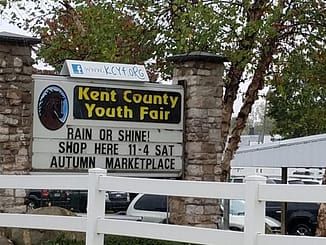 f www.KCYF.ORG
Kent County
Youth Fair
RAIN OR SHINE!
SHOP HERE 11-4 SAT
AUTUMN MARKETPLACE